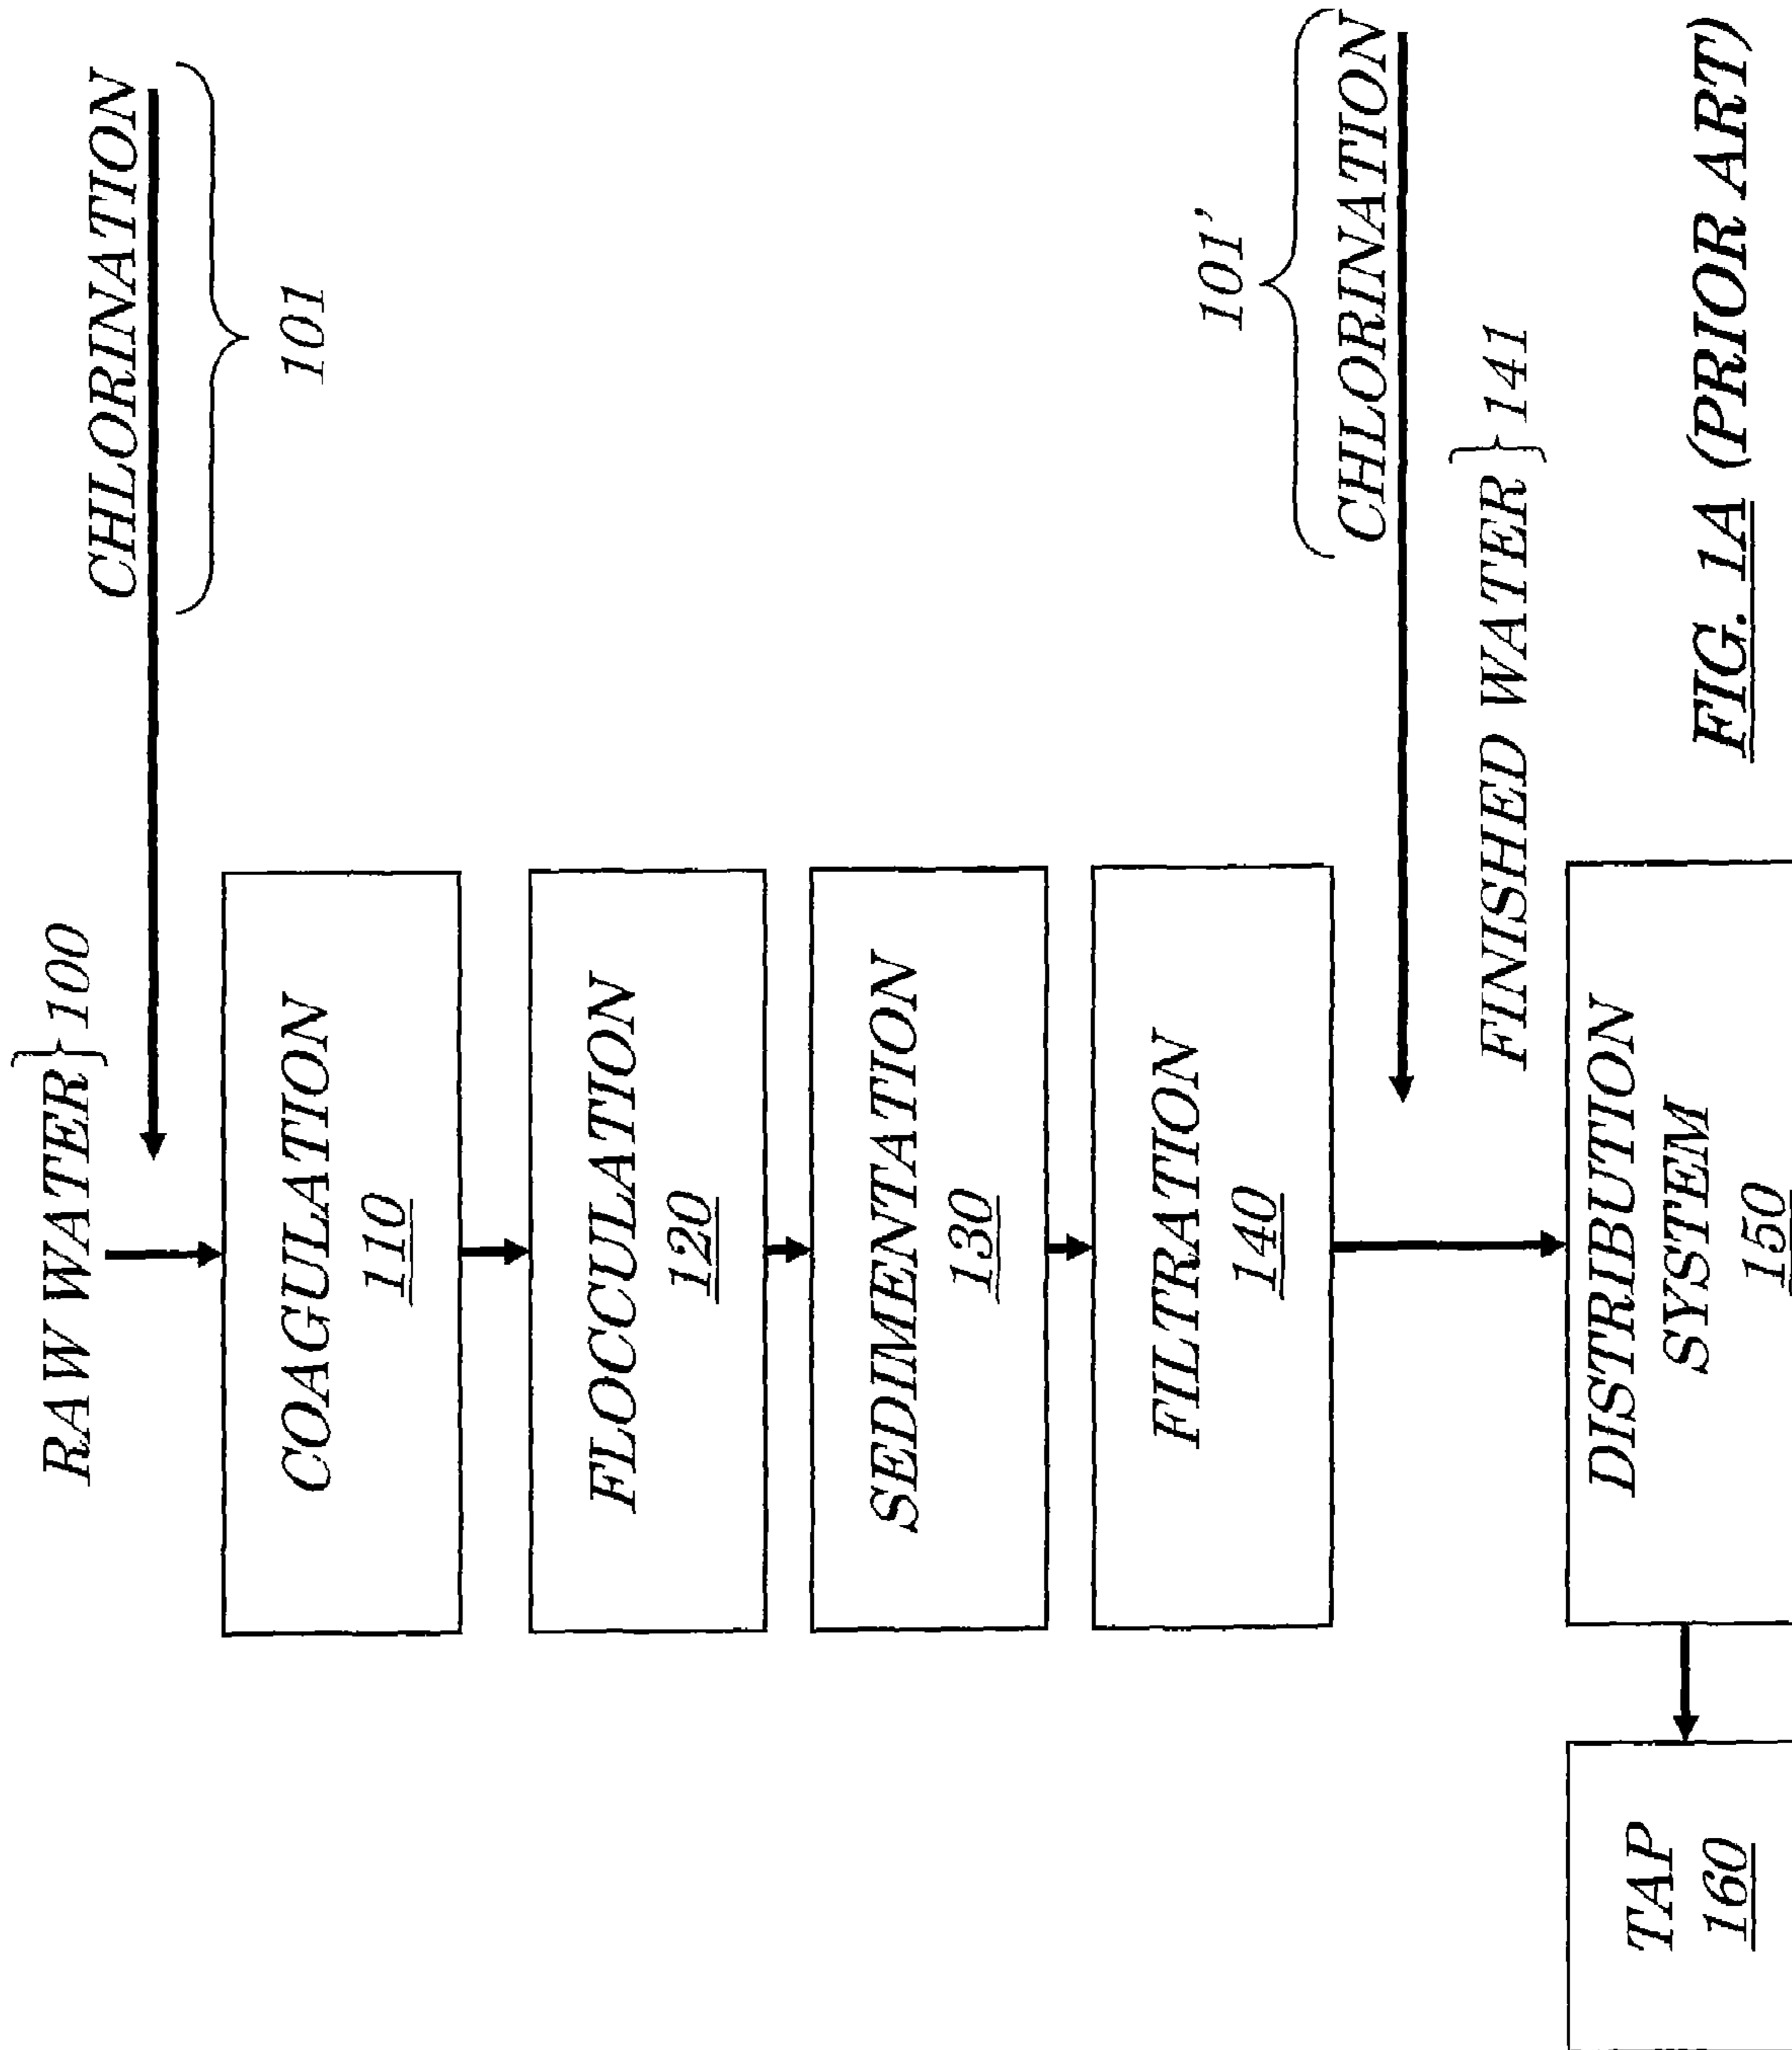 RAW WATER } 100
CHLORINATION
101
COAGULATION
110
FLOCCULATION
120
SEDIMENTATION
130
FILTRATION
140
101'
CHLORINATION
FINISHED WATER } 141
DISTRIBUTION
SYSTEM
150
TAP
160
FIG. 1A (PRIOR ART)